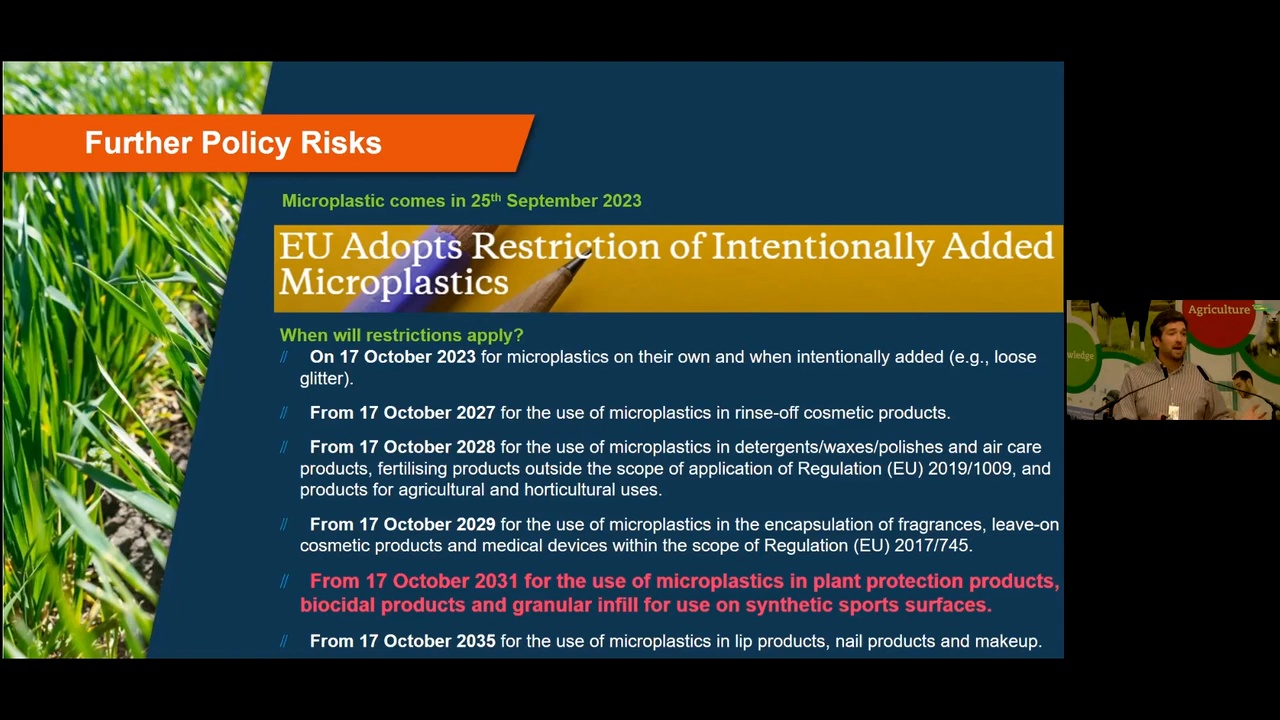 Further Policy Risks
Microplastic comes in 25th September 2023
EU Adopts Restriction of Intentionally Added
Microplastics
When will restrictions apply?
// On 17 October 2023 for microplastics on their own and when intentionally added (e.g., loose
glitter).
// From 17 October 2027 for the use of microplastics in rinse-off cosmetic products.
// From 17 October 2028 for the use of microplastics in detergents/waxes/polishes and air care
products, fertilising products outside the scope of application of Regulation (EU) 2019/1009, and
products for agricultural and horticultural uses.
// From 17 October 2029 for the use of microplastics in the encapsulation of fragrances, leave-on
cosmetic products and medical devices within the scope of Regulation (EU) 2017/745.
// From 17 October 2031 for the use of microplastics in plant protection products,
biocidal products and granular infill for use on synthetic sports surfaces.
// From 17 October 2035 for the use of microplastics in lip products, nail products and makeup.
Agriculture
wledge